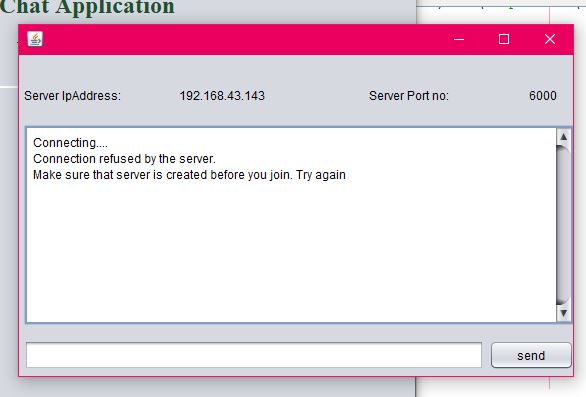 Chat Application
Server IpAddress: 192.168.43.143 Server Port no: 6000
Connecting....
Connection refused by the server.
Make sure that server is created before you join. Try again
send